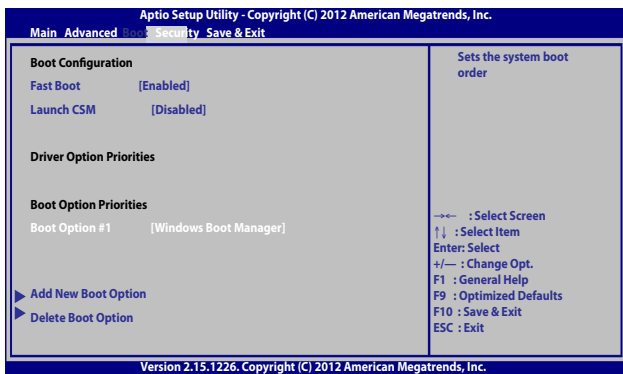 Aptio Setup Utility - Copyright (C) 2012 American Megatrends, Inc.
Main Advanced Boot Security Save & Exit
Boot Configuration
Fast Boot [Enabled]
Launch CSM [Disabled]
Driver Option Priorities
Boot Option Priorities
Boot Option #1 [Windows Boot Manager]
Add New Boot Option
Delete Boot Option
Sets the system boot
order
→← : Select Screen
↑↓ : Select Item
Enter: Select
+/— : Change Opt.
F1 : General Help
F9 : Optimized Defaults
F10 : Save & Exit
ESC : Exit
Version 2.15.1226. Copyright (C) 2012 American Megatrends, Inc.